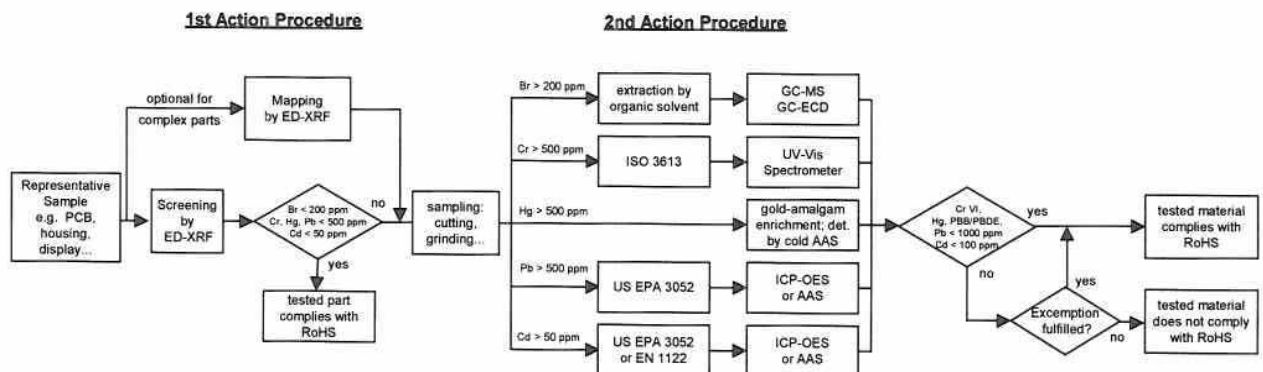 1st Action Procedure
2nd Action Procedure
optional for
complex parts
Mapping
by ED-XRF
Representative
Sample
e.g. PCB,
housing,
display...
Screening
by
ED-XRF
Br < 200 ppm
Cr, Hg, Pb < 500 ppm
Cd < 50 ppm
no
yes
tested part
complies with
RoHS
sampling:
cutting,
grinding...
Br > 200 ppm
extraction by
organic solvent
GC-MS
GC-ECD
Cr > 500 ppm
ISO 3613
UV-Vis
Spectrometer
Hg > 500 ppm
gold-amalgam
enrichment; det.
by cold AAS
Pb > 500 ppm
US EPA 3052
ICP-OES
or AAS
Cd > 50 ppm
US EPA 3052
or EN 1122
ICP-OES
or AAS
Cr VI,
Hg, PBB/PBDE,
Pb < 1000 ppm
Cd < 100 ppm
yes
no
tested material
complies with
RoHS
yes
Excemption
fulfilled?
no
tested material
does not comply
with RoHS